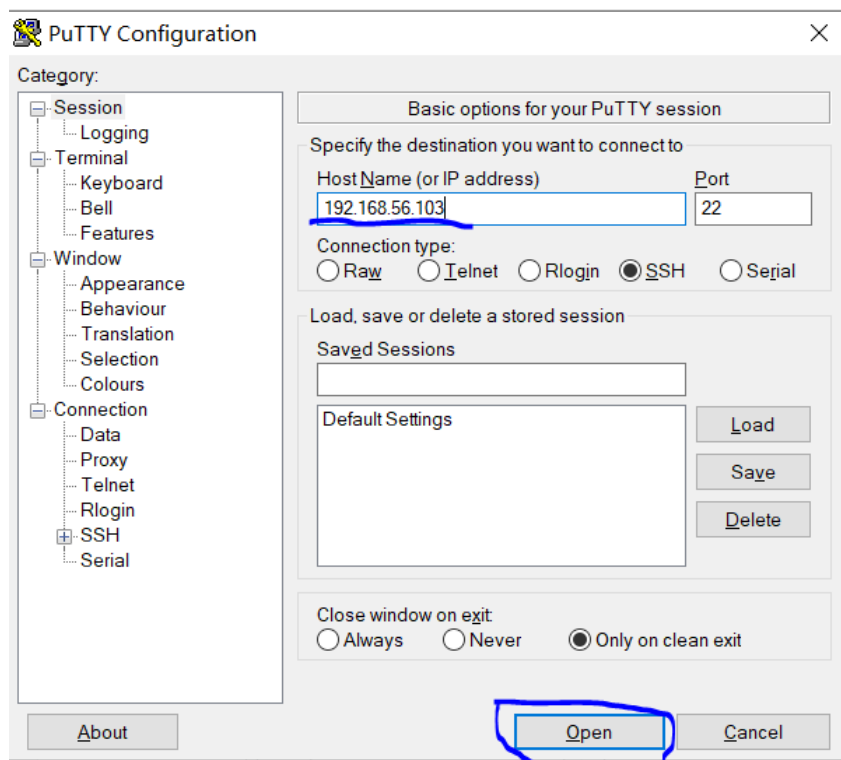 PuTTY Configuration
Category:
Session
Logging
Terminal
Keyboard
Bell
Features
Window
Appearance
Behaviour
Translation
Selection
Colours
Connection
Data
Proxy
Telnet
Rlogin
SSH
Serial
Basic options for your PuTTY session
Specify the destination you want to connect to
Host Name (or IP address) Port
192.168.56.103 22
Connection type:
Raw Telnet Rlogin SSH Serial
Load, save or delete a stored session
Saved Sessions
Default Settings
Load
Save
Delete
Close window on exit:
Always Never Only on clean exit
About Open Cancel